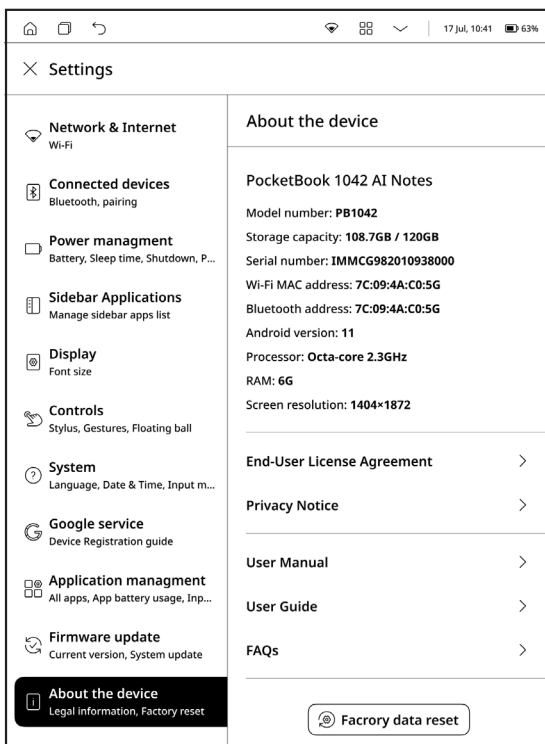 17 Jul, 10:41 63%
Settings
Network & Internet
Wi-Fi
Connected devices
Bluetooth, pairing
Power managment
Battery, Sleep time, Shutdown, P...
Sidebar Applications
Manage sidebar apps list
Display
Font size
Controls
Stylus, Gestures, Floating ball
System
Language, Date & Time, Input m...
Google service
Device Registration guide
Application managment
All apps, App battery usage, Inp...
Firmware update
Current version, System update
About the device
Legal information, Factory reset
About the device
PocketBook 1042 AI Notes
Model number: PB1042
Storage capacity: 108.7GB / 120GB
Serial number: IMMCG982010938000
Wi-Fi MAC address: 7C:09:4A:C0:5G
Bluetooth address: 7C:09:4A:C0:5G
Android version: 11
Processor: Octa-core 2.3GHz
RAM: 6G
Screen resolution: 1404×1872
End-User License Agreement
Privacy Notice
User Manual
User Guide
FAQs
Facrory data reset